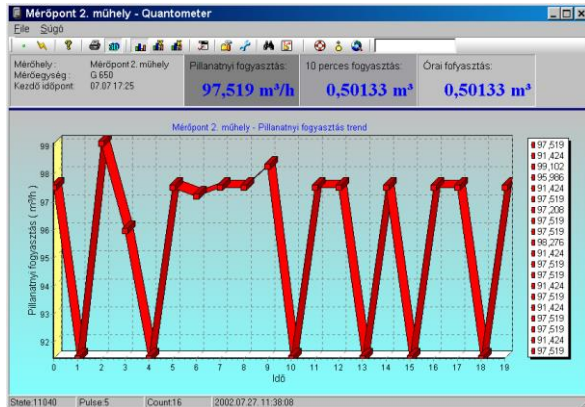 Mérőpont 2. műhely - Quantometer
File Súgó
Mérőhely : Mérőpont 2. műhely
Mérőegység : G 650
Kezdő időpont: 07.07 17:25
Pillanatnyi fogyasztás:
97,519 m³/h
10 perces fogyasztás:
0,50133 m³
Órai fofyasztás:
0,50133 m³
Mérőpont 2. műhely - Pillanatnyi fogyasztás trend
Pillanatnyi fogyasztás ( m³/h )
99
98
97
96
95
94
93
92
0 1 2 3 4 5 6 7 8 9 10 11 12 13 14 15 16 17 18 19
Idő
97,519
91,424
99,102
95,986
91,424
97,519
97,208
97,519
97,519
98,276
91,424
97,519
97,519
91,424
97,519
91,424
97,519
97,519
91,424
97,519
State:11040 Pulse:5 Count:16 2002.07.27. 11:38:08